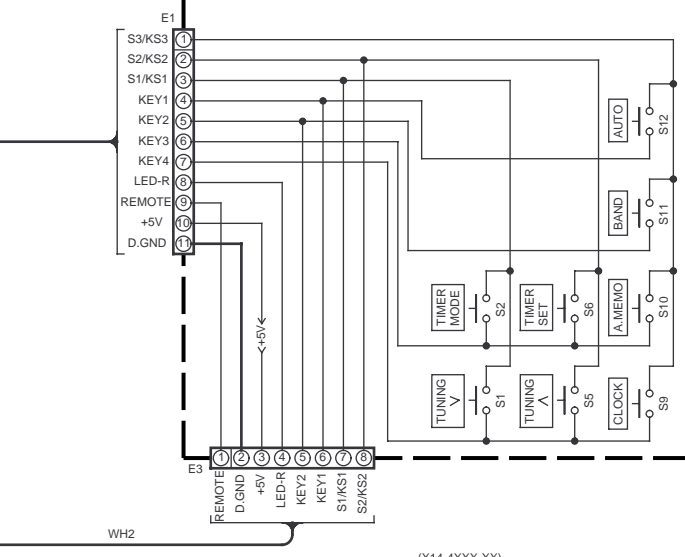 E1
S3/KS3 1
S2/KS2 2
S1/KS1 3
KEY1 4
KEY2 5
KEY3 6
KEY4 7
LED-R 8
REMOTE 9
+5V 10
D.GND 11
AUTO
S12
BAND
S11
TIMER
MODE
S2
TIMER
SET
S6
A.MEMO
S10
+5V
TUNING
S1
TUNING
S5
CLOCK
S9
E3
1 2 3 4 5 6 7 8
REMOTE
D.GND
+5V
LED-R
KEY2
KEY1
S1/KS1
S2/KS2
WH2